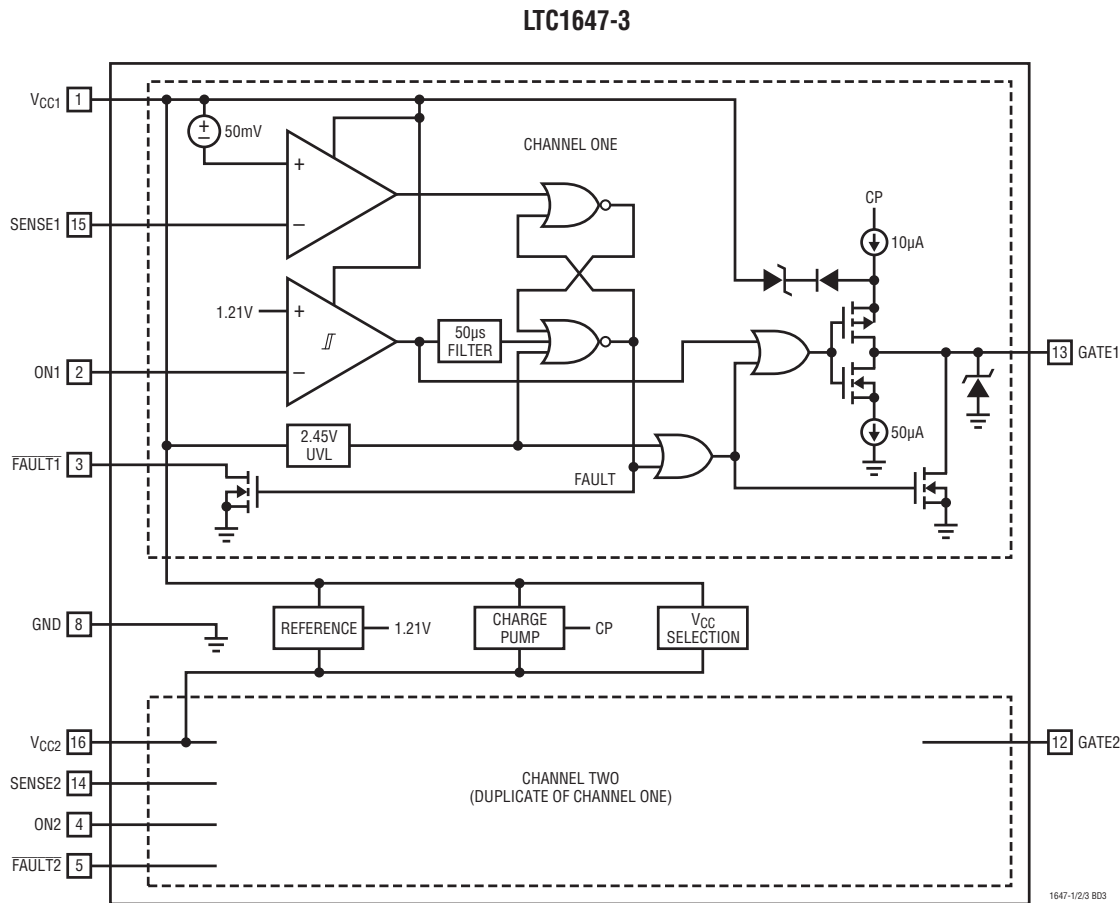 LTC1647-3
VCC1 1
50mV
+
−
CHANNEL ONE
+
−
SENSE1 15
CP
10µA
1.21V
+
−
50µs
FILTER
ON1 2
13 GATE1
2.45V
UVL
50µA
FAULT1 3
FAULT
GND 8
REFERENCE
1.21V
CHARGE
PUMP
CP
VCC
SELECTION
VCC2 16
12 GATE2
SENSE2 14
CHANNEL TWO
(DUPLICATE OF CHANNEL ONE)
ON2 4
FAULT2 5
1647-1/2/3 BD3